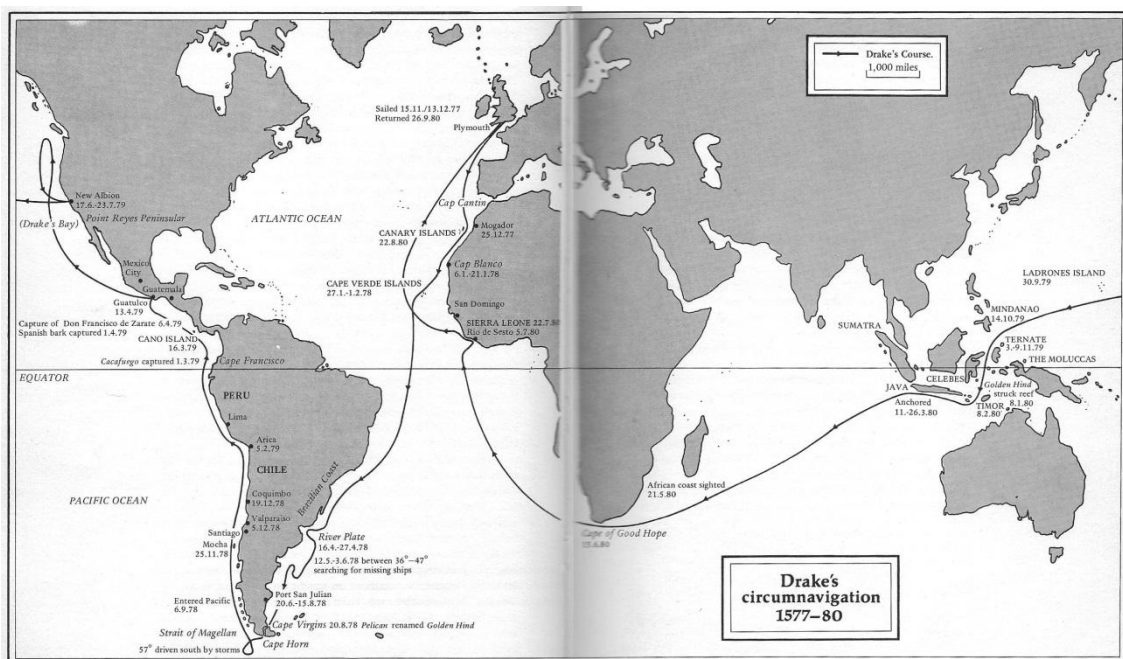 Drake's Course.
1,000 miles
Sailed 15.11./13.12.77
Returned 26.9.80
Plymouth
New Albion
17.6.-23.7.79
(Drake's Bay)
Point Reyes Peninsular
ATLANTIC OCEAN
Cap Cantin
Mogador
25.12.77
CANARY ISLANDS
22.8.80
Cap Blanco
6.1.-21.1.78
CAPE VERDE ISLANDS
27.1.-1.2.78
Mexico
City
Guatemala
Guatulco
13.4.79
San Domingo
SIERRA LEONE 22.7.80
Rio de Sesto 5.7.80
LADRONES ISLAND
30.9.79
MINDANAO
14.10.79
Capture of Don Francisco de Zarate 6.4.79
Spanish bark captured 1.4.79
CANO ISLAND
16.3.79
Cacafuego captured 1.3.79
Cape Francisco
SUMATRA
TERNATE
3.-9.11.79
THE MOLUCCAS
EQUATOR
CELEBES
JAVA
Golden Hind
struck reef
8.1.80
Anchored
11.-26.3.80
TIMOR
8.2.80
PERU
Lima
Arica
5.2.79
CHILE
Brazilian Coast
African coast sighted
21.5.80
PACIFIC OCEAN
Coquimbo
19.12.78
Valparaiso
5.12.78
Santiago
Mocha
25.11.78
River Plate
16.4.-27.4.78
12.5.-3.6.78 between 36°—47°
searching for missing ships
Cape of Good Hope
Port San Julian
20.6.-15.8.78
Entered Pacific
6.9.78
Cape Virgins 20.8.78 Pelican renamed Golden Hind
Strait of Magellan
Cape Horn
57° driven south by storms
Drake's
circumnavigation
1577–80